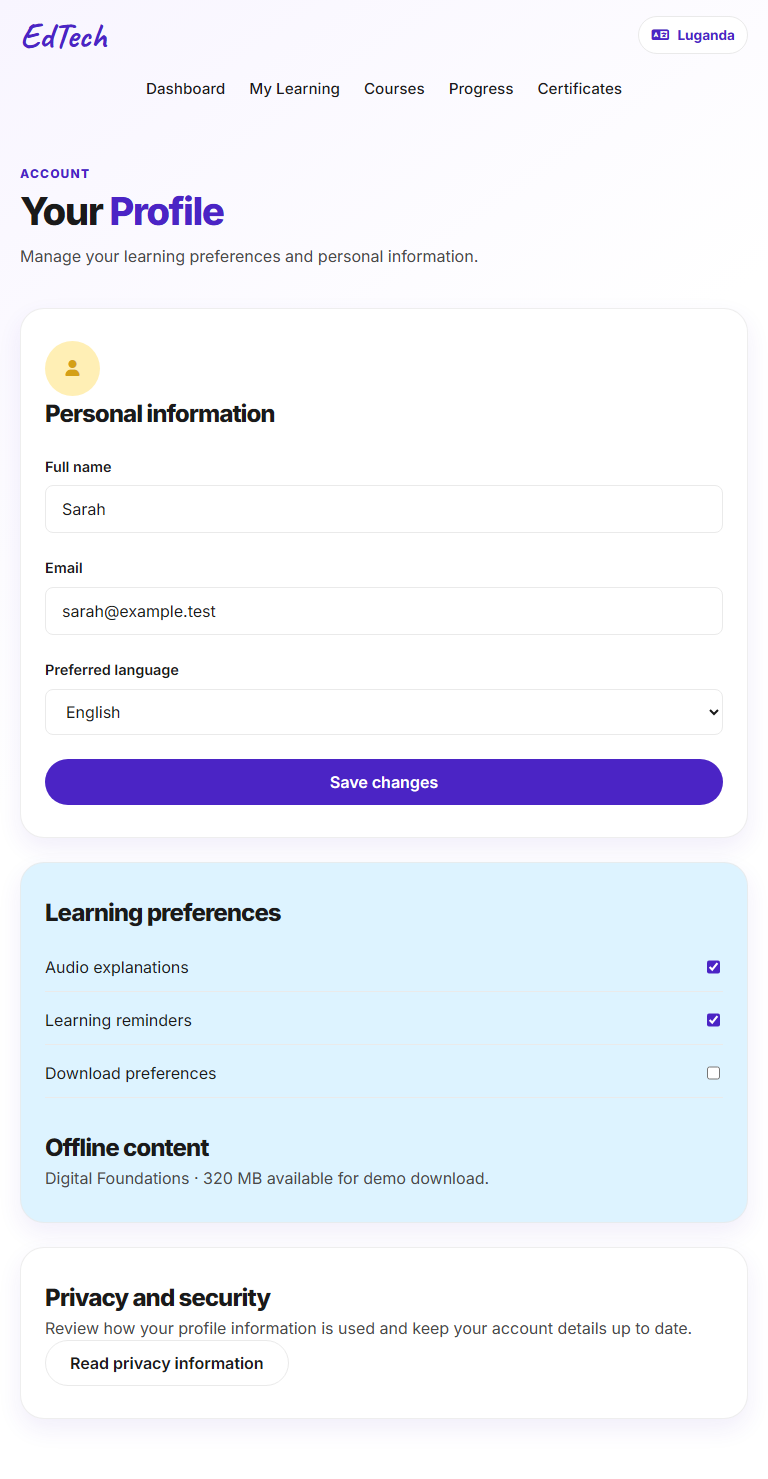 EdTech
Luganda
Dashboard My Learning Courses Progress Certificates
ACCOUNT
Your Profile
Manage your learning preferences and personal information.
Personal information
Full name
Sarah
Email
sarah@example.test
Preferred language
English
Save changes
Learning preferences
Audio explanations
Learning reminders
Download preferences
Offline content
Digital Foundations · 320 MB available for demo download.
Privacy and security
Review how your profile information is used and keep your account details up to date.
Read privacy information